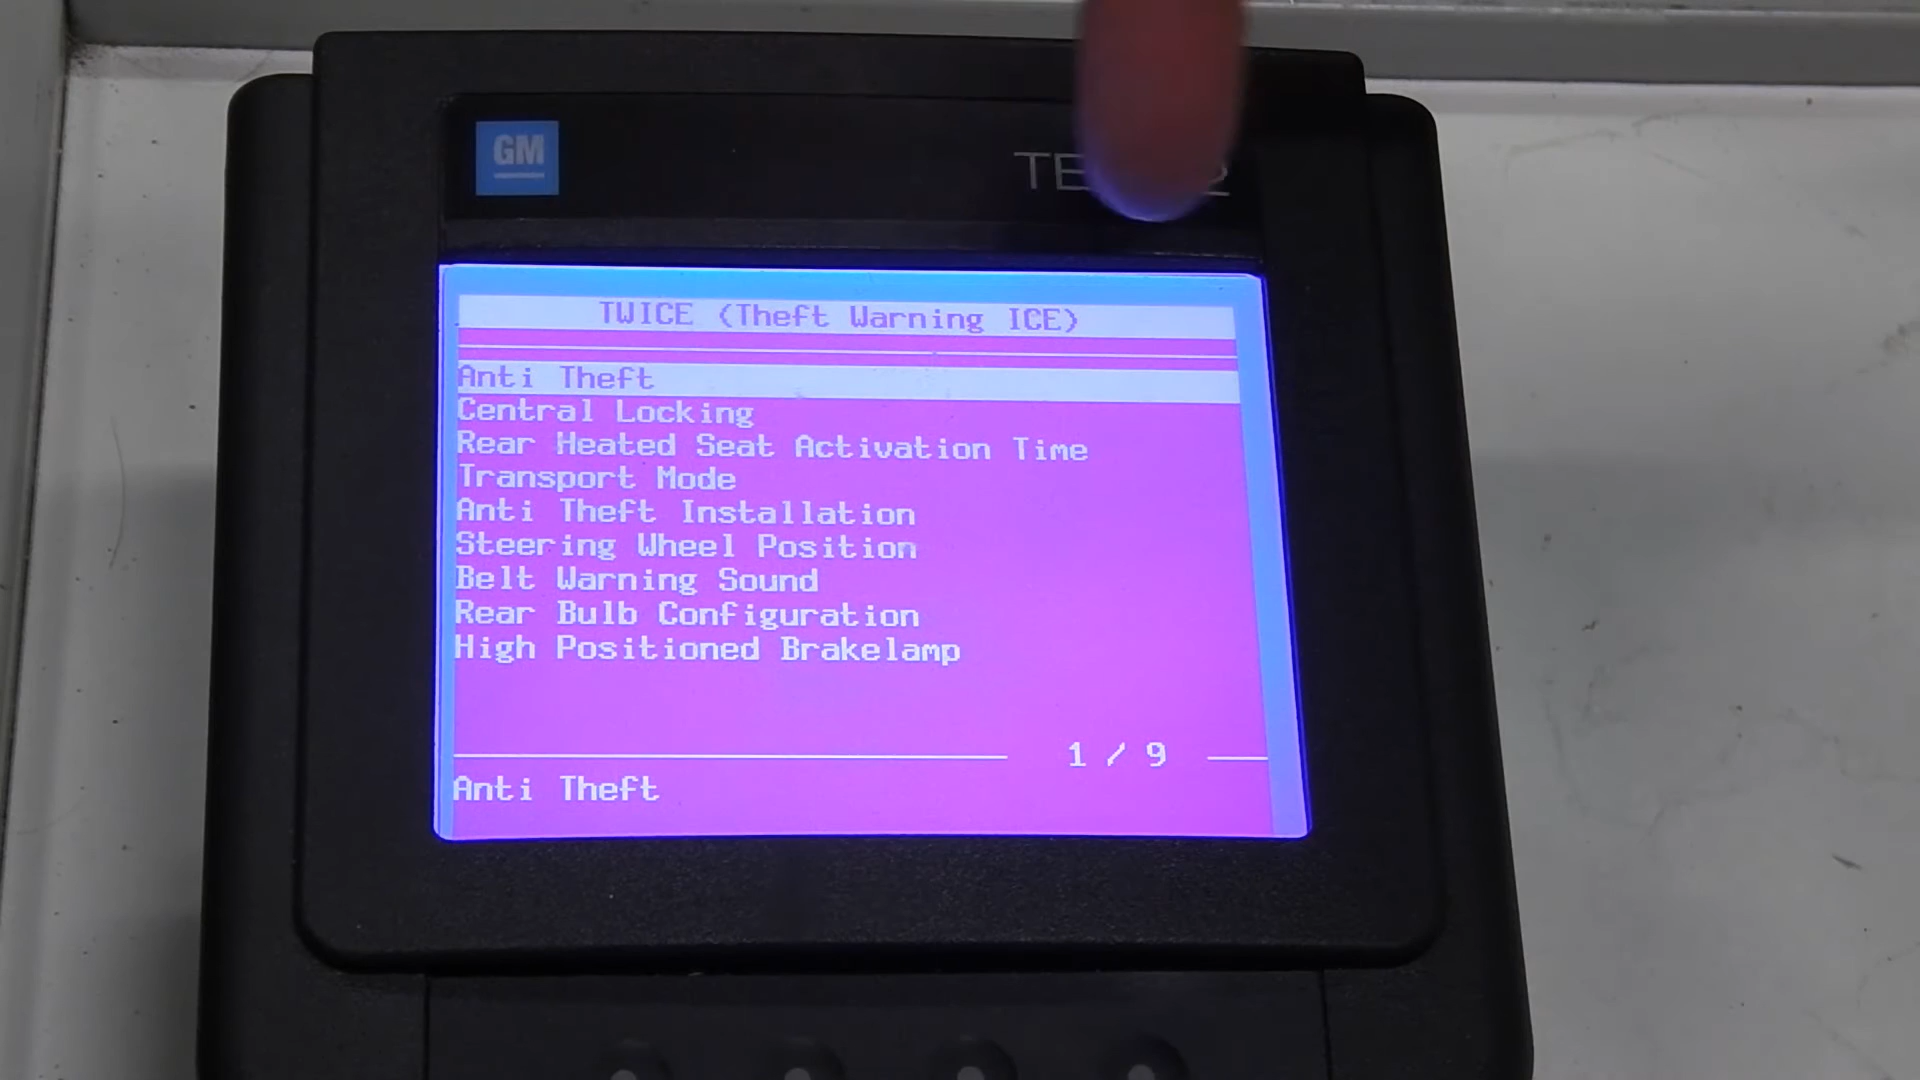 GM
TWICE (Theft Warning ICE)
Anti Theft
Central Locking
Rear Heated Seat Activation Time
Transport Mode
Anti Theft Installation
Steering Wheel Position
Belt Warning Sound
Rear Bulb Configuration
High Positioned Brakelamp
1 / 9
Anti Theft